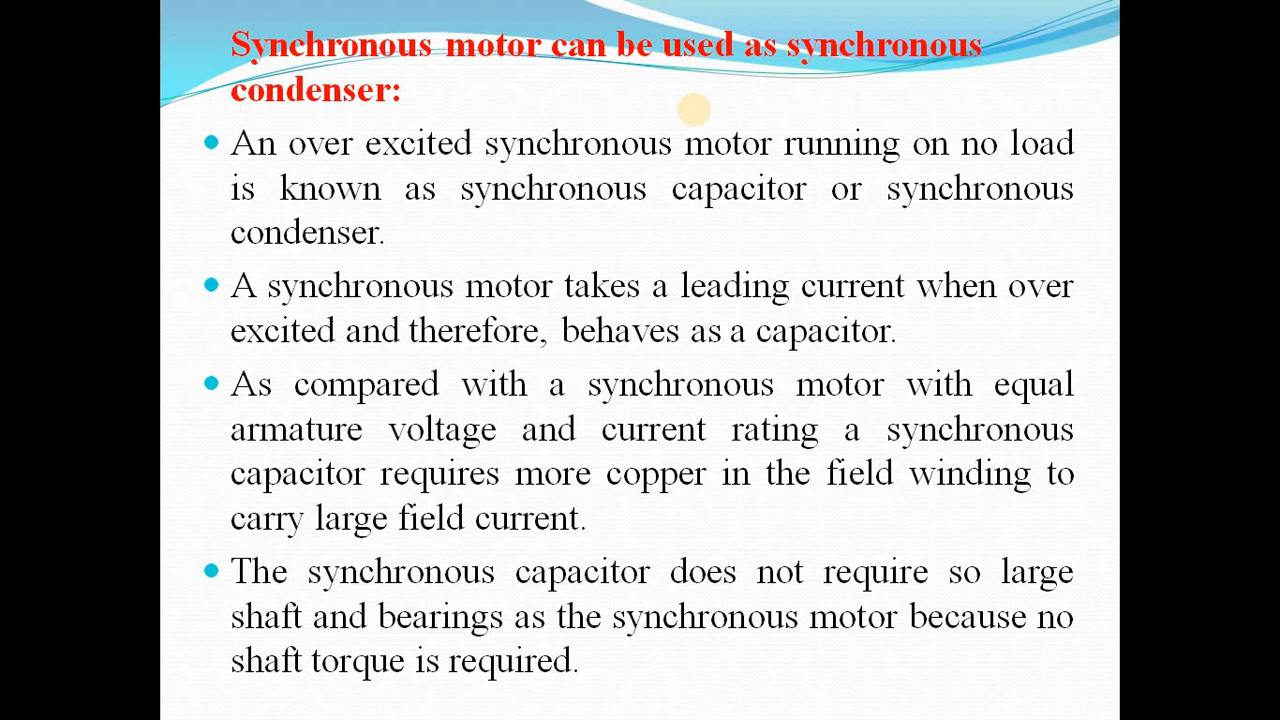 Synchronous motor can be used as synchronous
condenser:
An over excited synchronous motor running on no load
is known as synchronous capacitor or synchronous
condenser.
A synchronous motor takes a leading current when over
excited and therefore, behaves as a capacitor.
As compared with a synchronous motor with equal
armature voltage and current rating a synchronous
capacitor requires more copper in the field winding to
carry large field current.
The synchronous capacitor does not require so large
shaft and bearings as the synchronous motor because no
shaft torque is required.